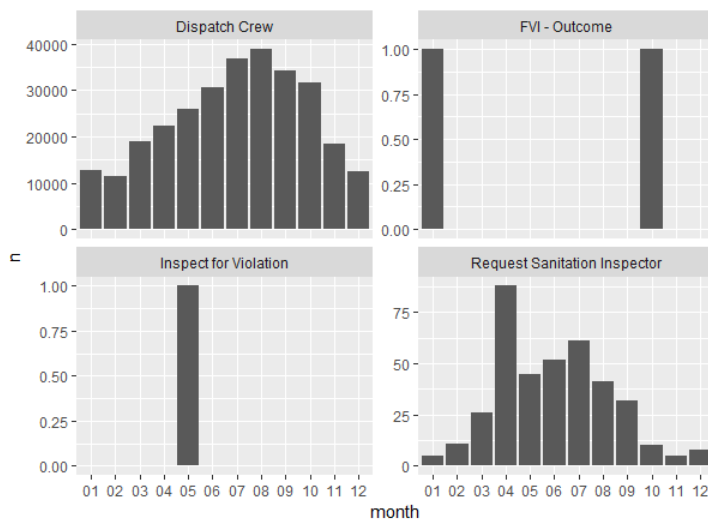 Dispatch Crew
FVI - Outcome
40000
30000
20000
10000
0
1.00
0.75
0.50
0.25
0.00
Inspect for Violation
Request Sanitation Inspector
1.00
0.75
0.50
0.25
0.00
75
50
25
0
01 02 03 04 05 06 07 08 09 10 11 12
01 02 03 04 05 06 07 08 09 10 11 12
n
month